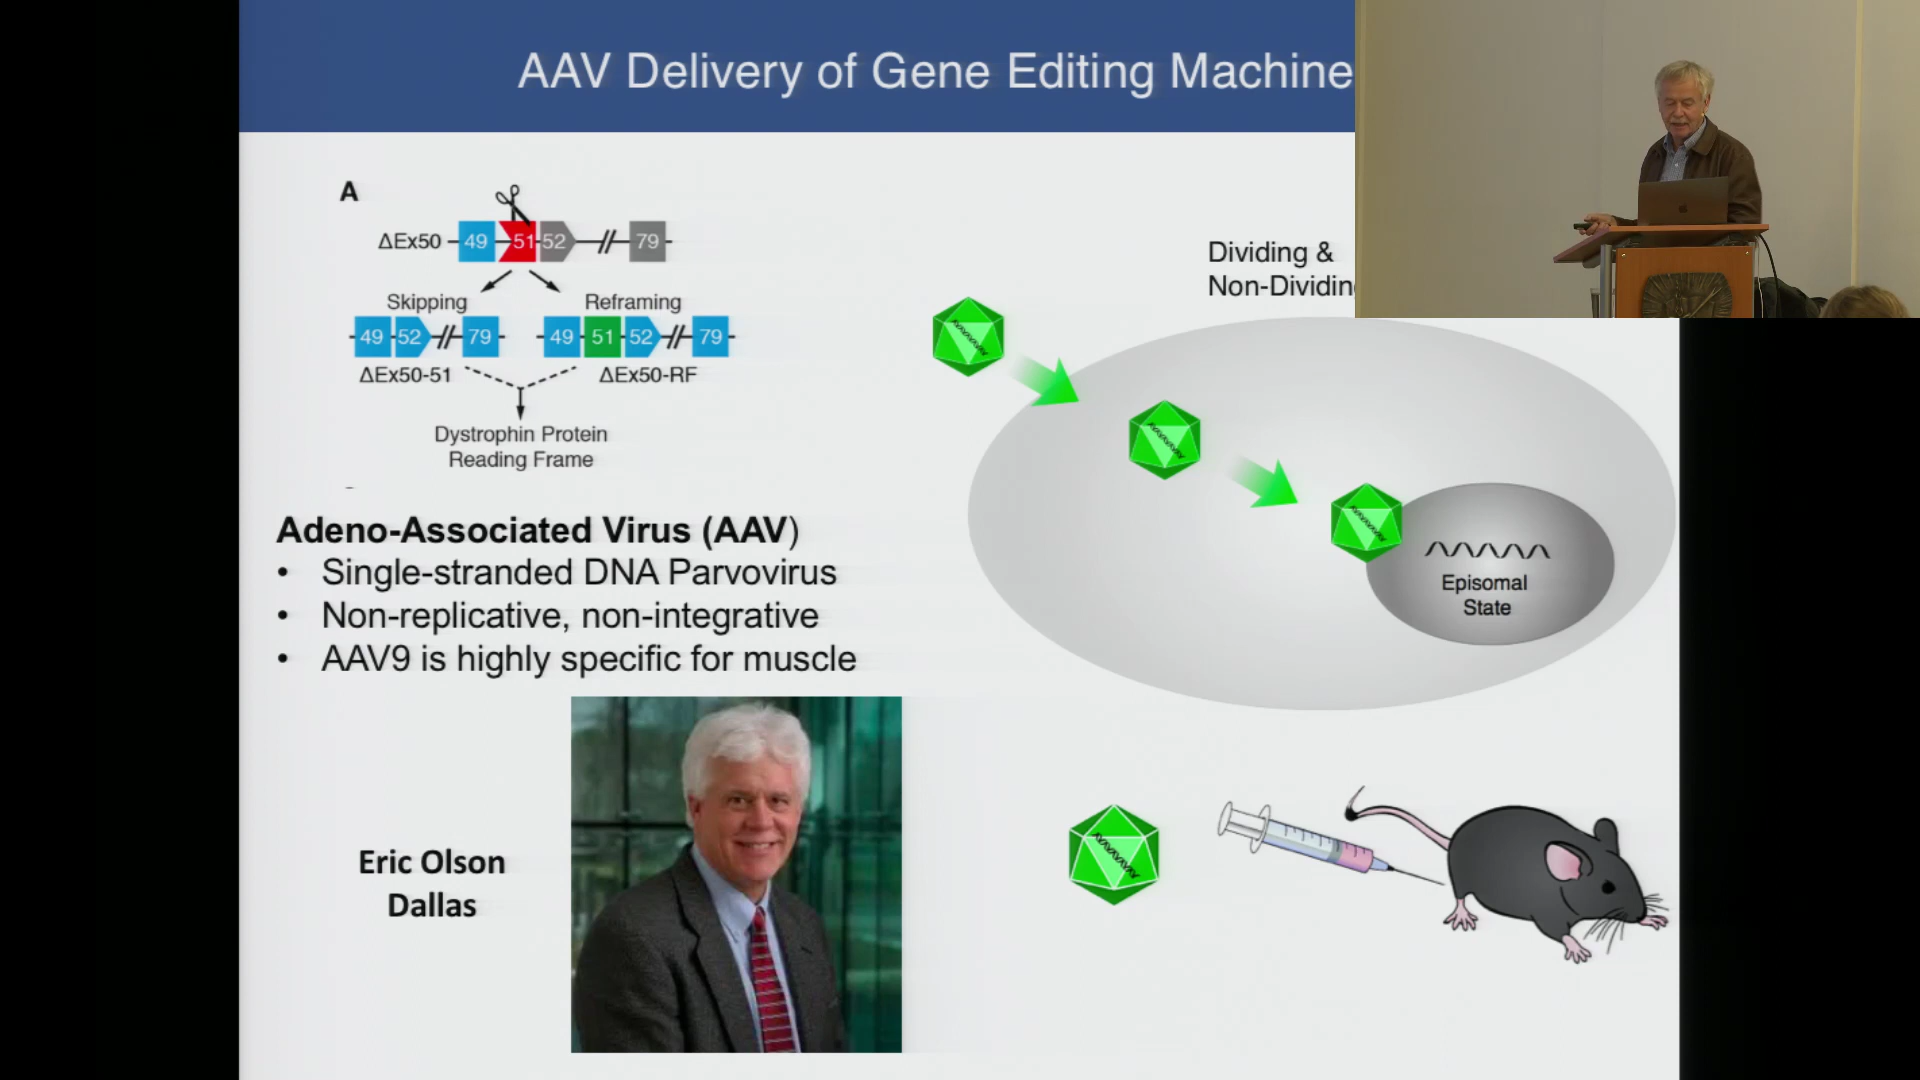 AAV Delivery of Gene Editing Machine
A
ΔEx50 49 51 52 79
Skipping Reframing
49 52 79 49 51 52 79
ΔEx50-51 ΔEx50-RF
Dystrophin Protein
Reading Frame
Dividing &
Non-Dividin
Adeno-Associated Virus (AAV)
• Single-stranded DNA Parvovirus
• Non-replicative, non-integrative
• AAV9 is highly specific for muscle
Episomal
State
Eric Olson
Dallas